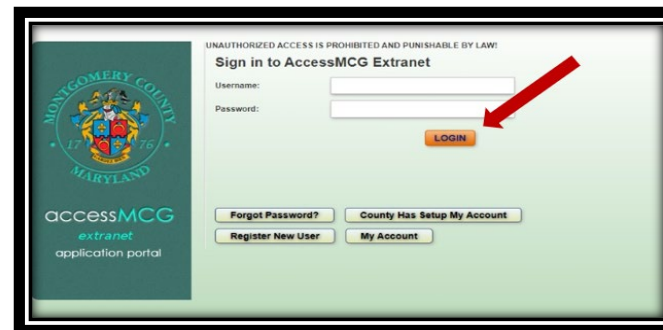 UNAUTHORIZED ACCESS IS PROHIBITED AND PUNISHABLE BY LAW!
Sign in to AccessMCG Extranet
Username:
Password:
LOGIN
Forgot Password?
County Has Setup My Account
Register New User
My Account
MONTGOMERY COUNTY
17 76
MARYLAND
accessMCG
extranet
application portal